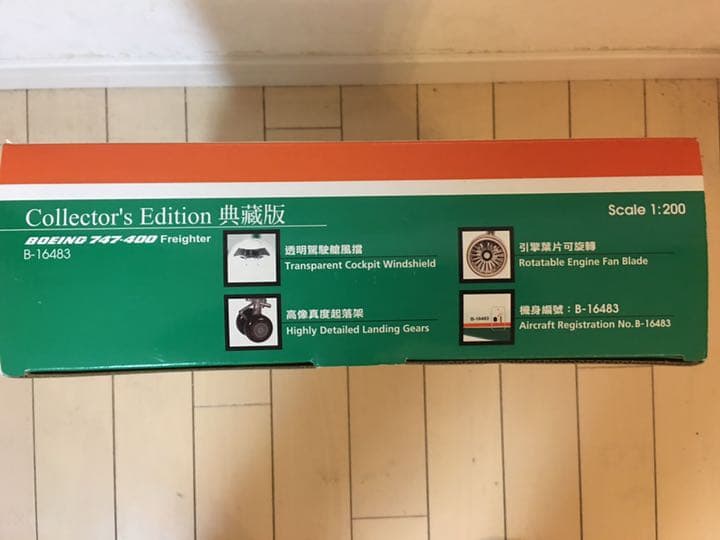 Collector's Edition 典藏版
Scale 1:200
BOEING 747-400 Freighter
B-16483
透明駕駛艙風擋
Transparent Cockpit Windshield
引擎葉片可旋轉
Rotatable Engine Fan Blade
高像真度起落架
Highly Detailed Landing Gears
B-16483
機身編號：B-16483
Aircraft Registration No. B-16483